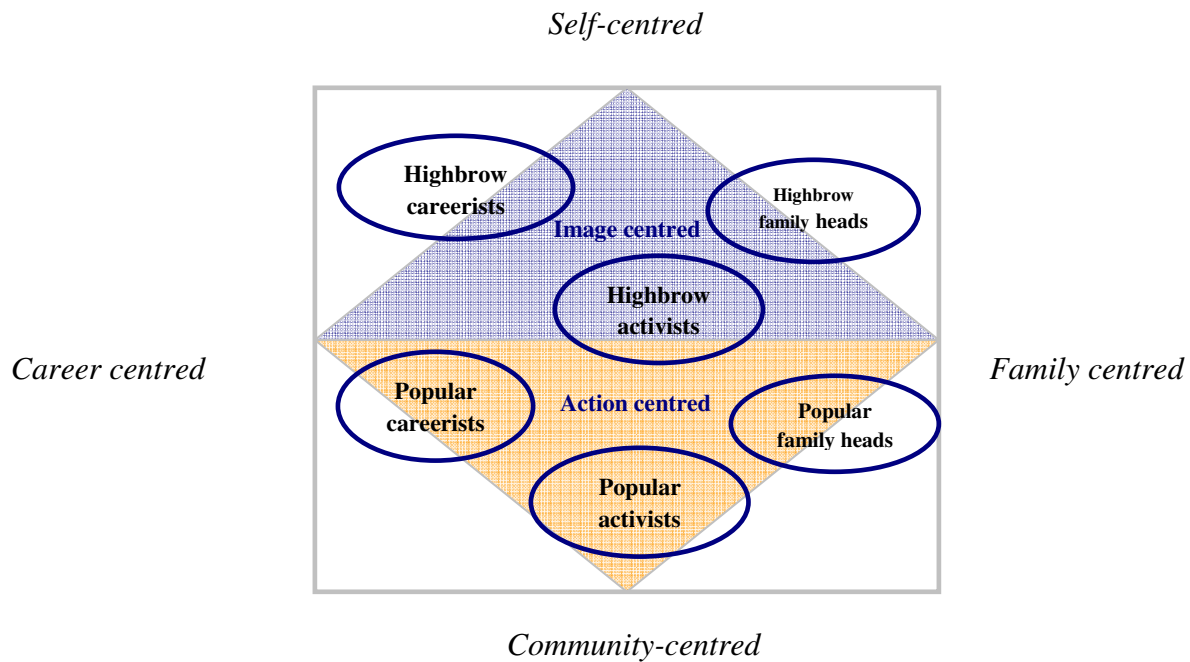 Self-centred
Highbrow
careerists
Highbrow
family heads
Image centred
Highbrow
activists
Career centred
Family centred
Popular
careerists
Action centred
Popular
family heads
Popular
activists
Community-centred